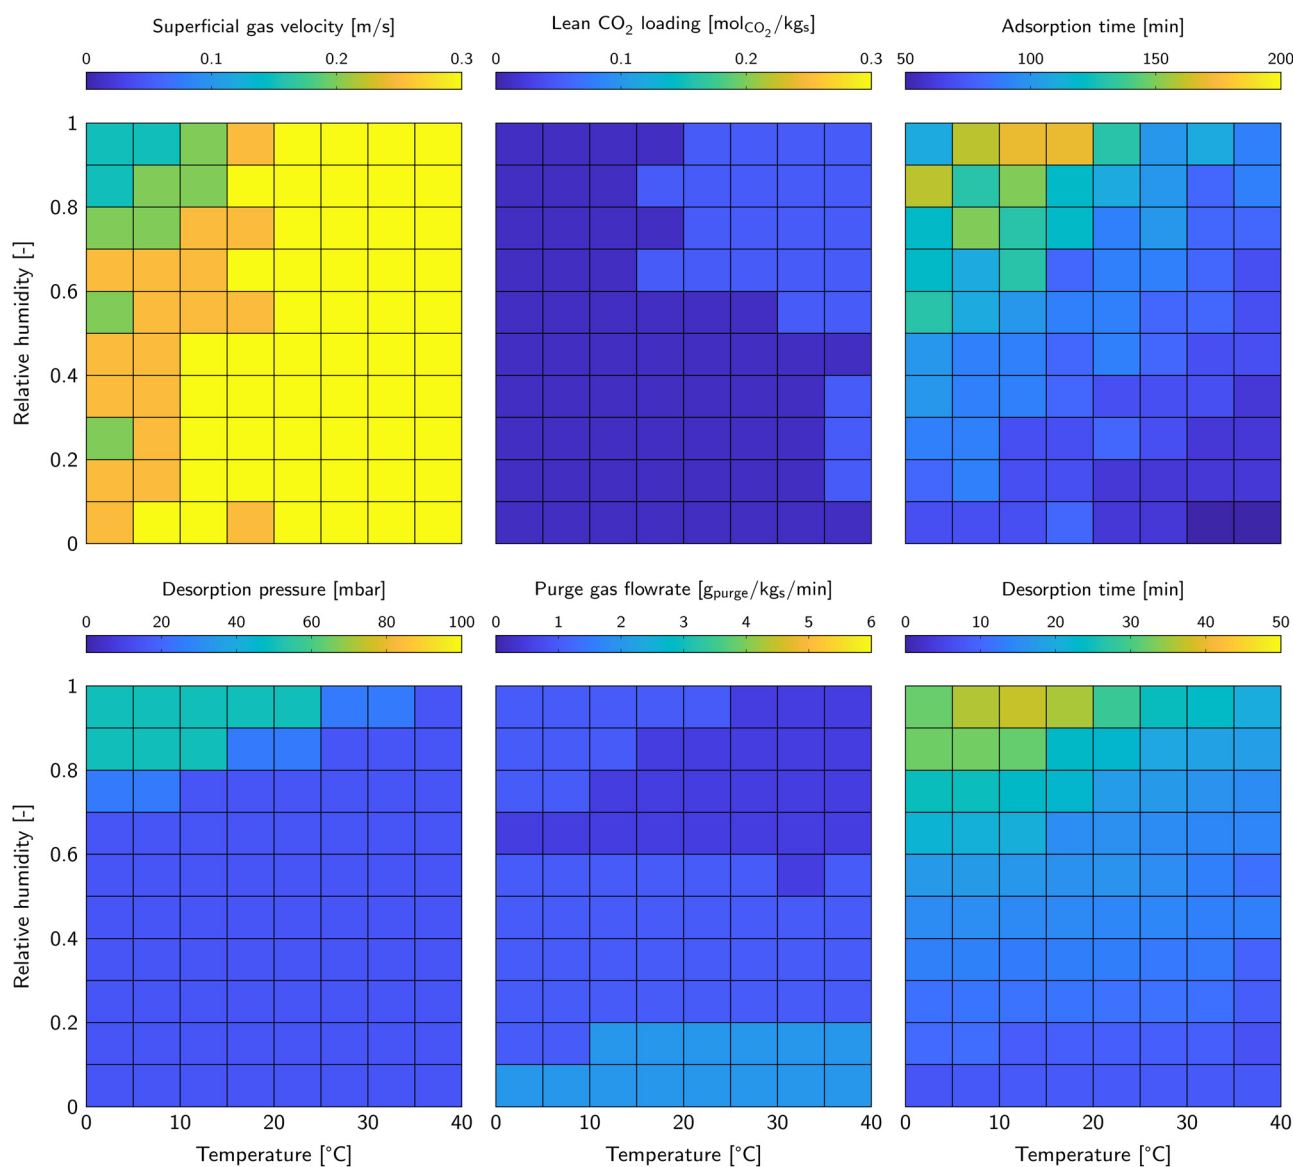 Superficial gas velocity [m/s]
0 0.1 0.2 0.3
Lean CO₂ loading [mol_CO₂/kg_s]
0 0.1 0.2 0.3
Adsorption time [min]
50 100 150 200
Relative humidity [-]
1
0.8
0.6
0.4
0.2
0
Desorption pressure [mbar]
0 20 40 60 80 100
Purge gas flowrate [g_purge/kg_s/min]
0 1 2 3 4 5 6
Desorption time [min]
0 10 20 30 40 50
Relative humidity [-]
1
0.8
0.6
0.4
0.2
0
0 10 20 30 40
Temperature [°C]
0 10 20 30 40
Temperature [°C]
0 10 20 30 40
Temperature [°C]